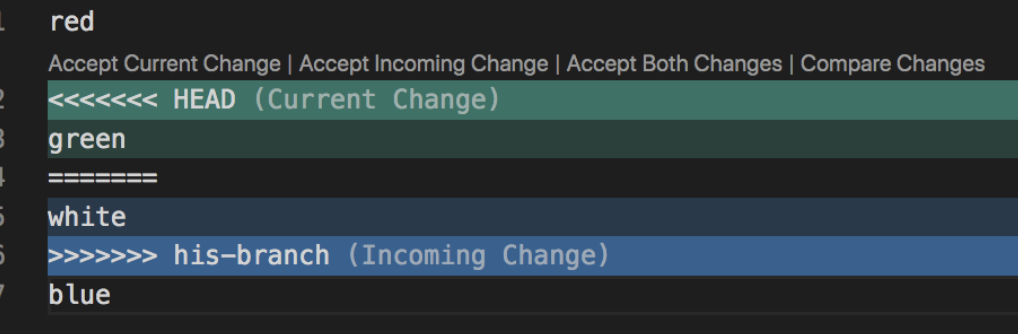 1 red
Accept Current Change | Accept Incoming Change | Accept Both Changes | Compare Changes
2 <<<<<<< HEAD (Current Change)
3 green
4 =======
5 white
6 >>>>>>> his-branch (Incoming Change)
7 blue